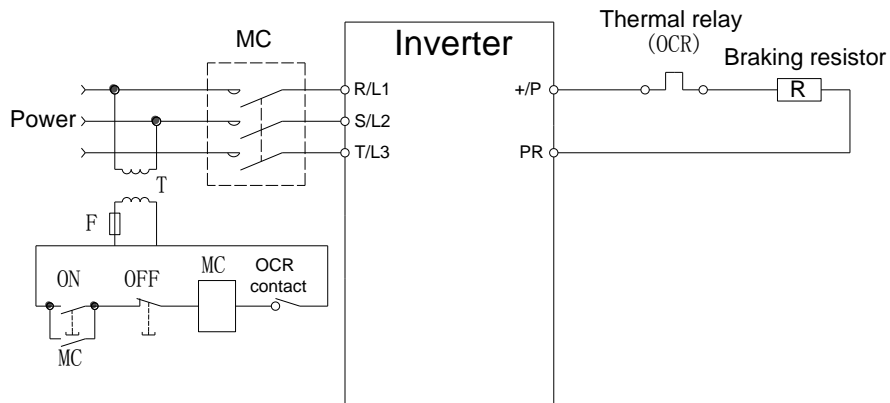 Thermal relay
(OCR)
MC
Inverter
Braking resistor
R/L1
+/P
R
Power
S/L2
T/L3
PR
T
F
ON
OFF
MC
OCR
contact
MC